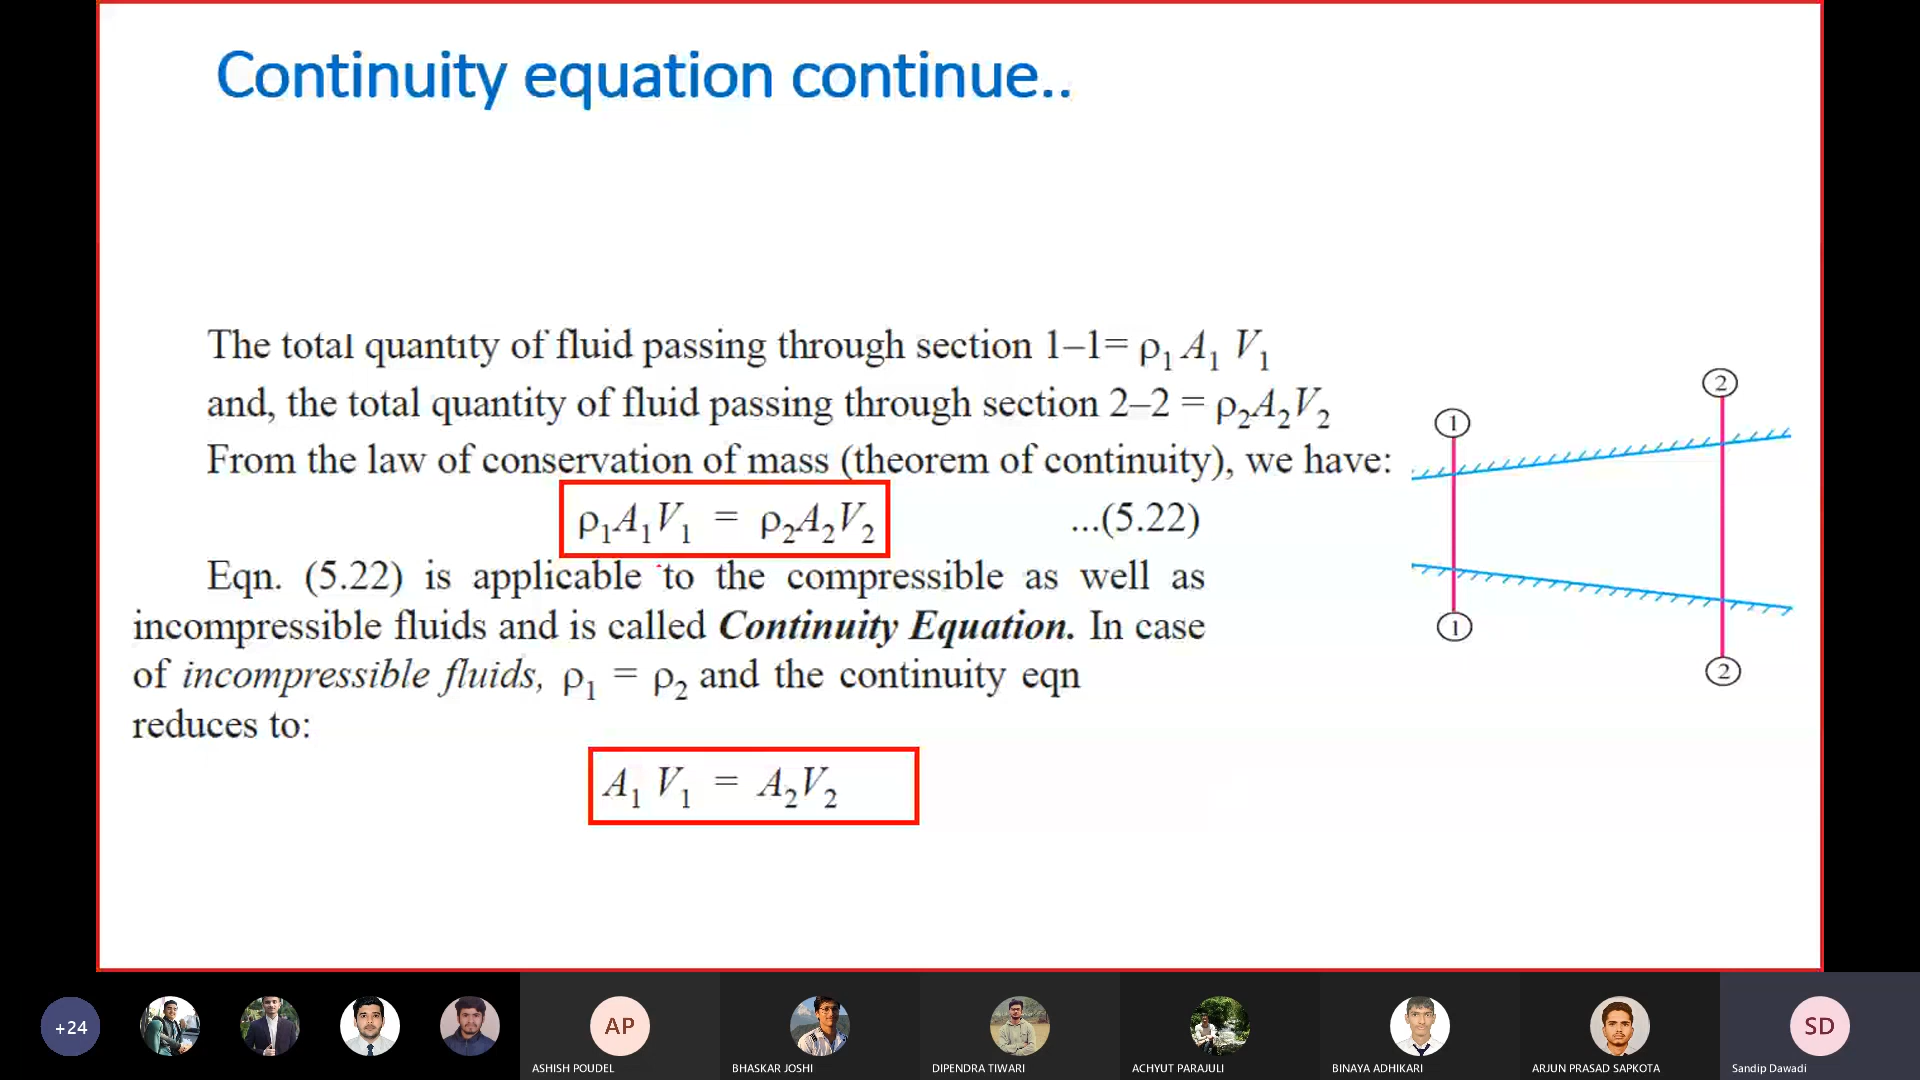 Continuity equation continue..
The total quantity of fluid passing through section 1–1= ρ₁ A₁ V₁
and, the total quantity of fluid passing through section 2–2 = ρ₂A₂V₂
From the law of conservation of mass (theorem of continuity), we have:
ρ₁A₁V₁ = ρ₂A₂V₂ ...(5.22)
Eqn. (5.22) is applicable to the compressible as well as
incompressible fluids and is called Continuity Equation. In case
of incompressible fluids, ρ₁ = ρ₂ and the continuity eqn
reduces to:
A₁ V₁ = A₂V₂
2
1
1
2
+24
AP
SD
ASHISH POUDEL
BHASKAR JOSHI
DIPENDRA TIWARI
ACHYUT PARAJULI
BINAYA ADHIKARI
ARJUN PRASAD SAPKOTA
Sandip Dawadi